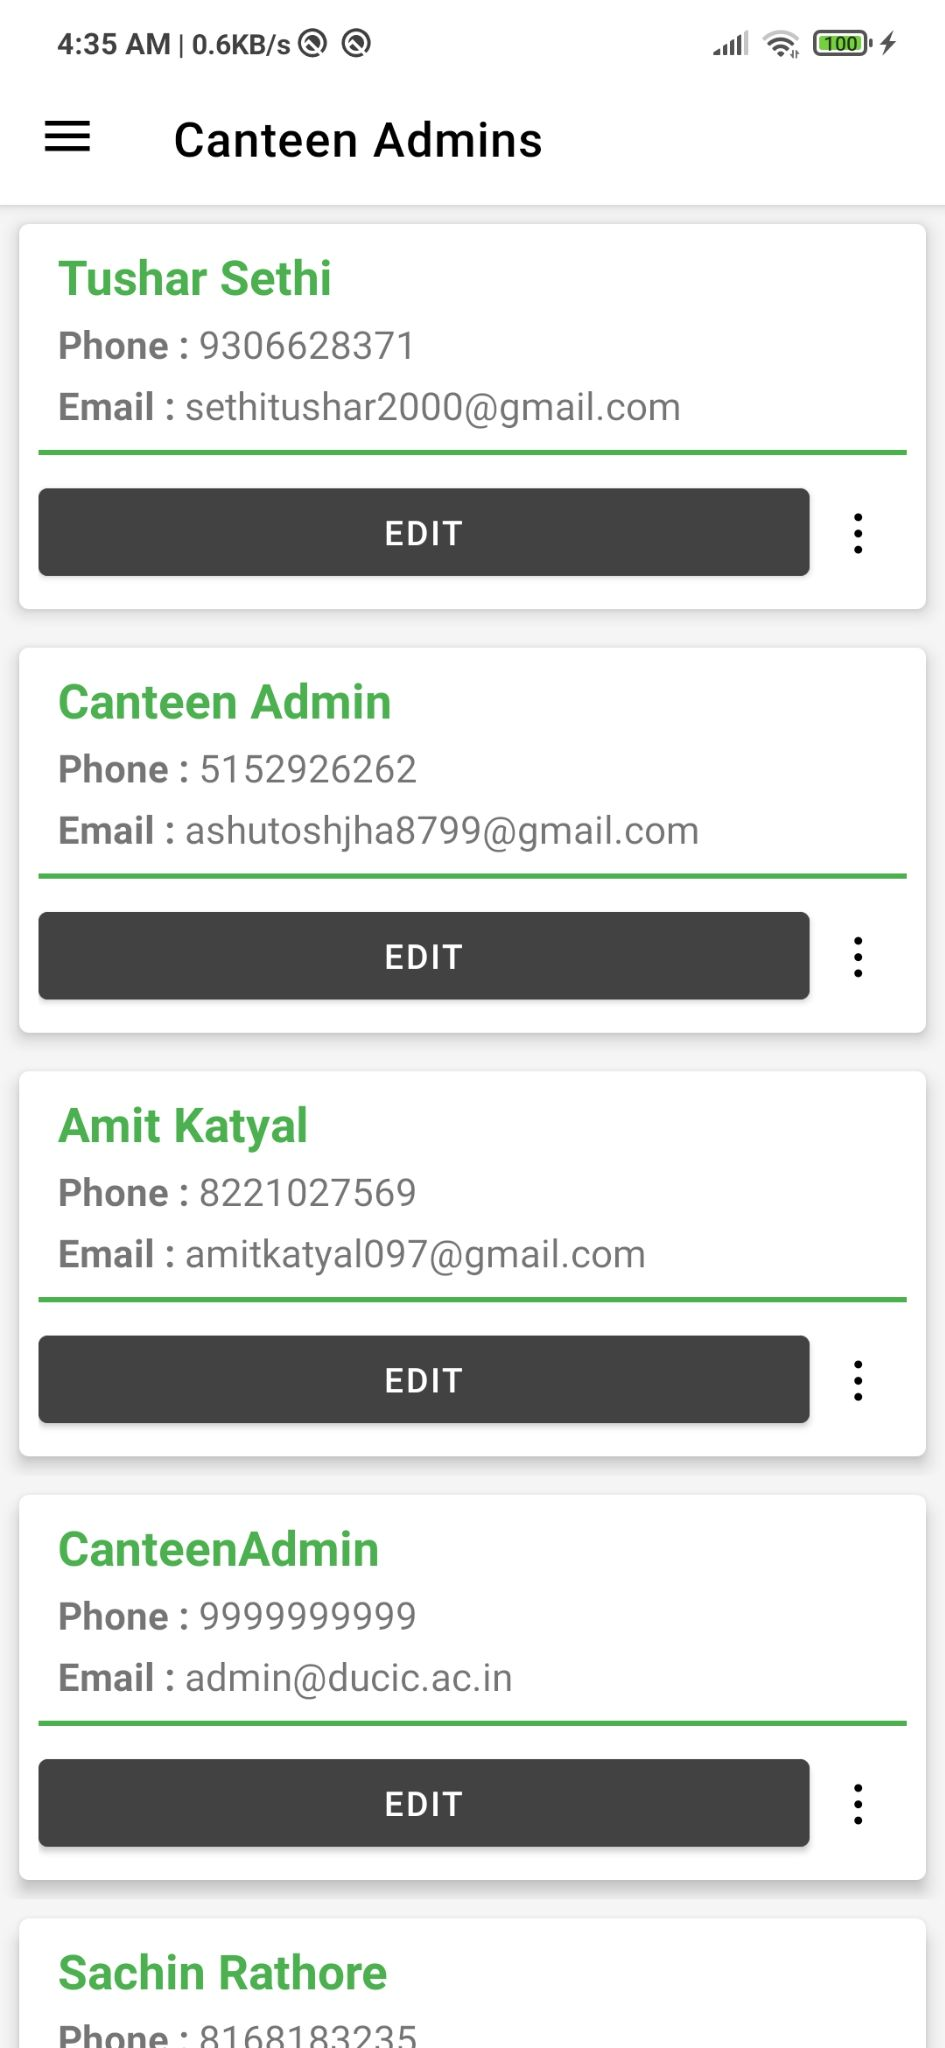 4:35 AM | 0.6KB/s
100
Canteen Admins
Tushar Sethi
Phone : 9306628371
Email : sethitushar2000@gmail.com
EDIT
Canteen Admin
Phone : 5152926262
Email : ashutoshjha8799@gmail.com
EDIT
Amit Katyal
Phone : 8221027569
Email : amitkatyal097@gmail.com
EDIT
CanteenAdmin
Phone : 9999999999
Email : admin@ducic.ac.in
EDIT
Sachin Rathore
Phone : 8168183235